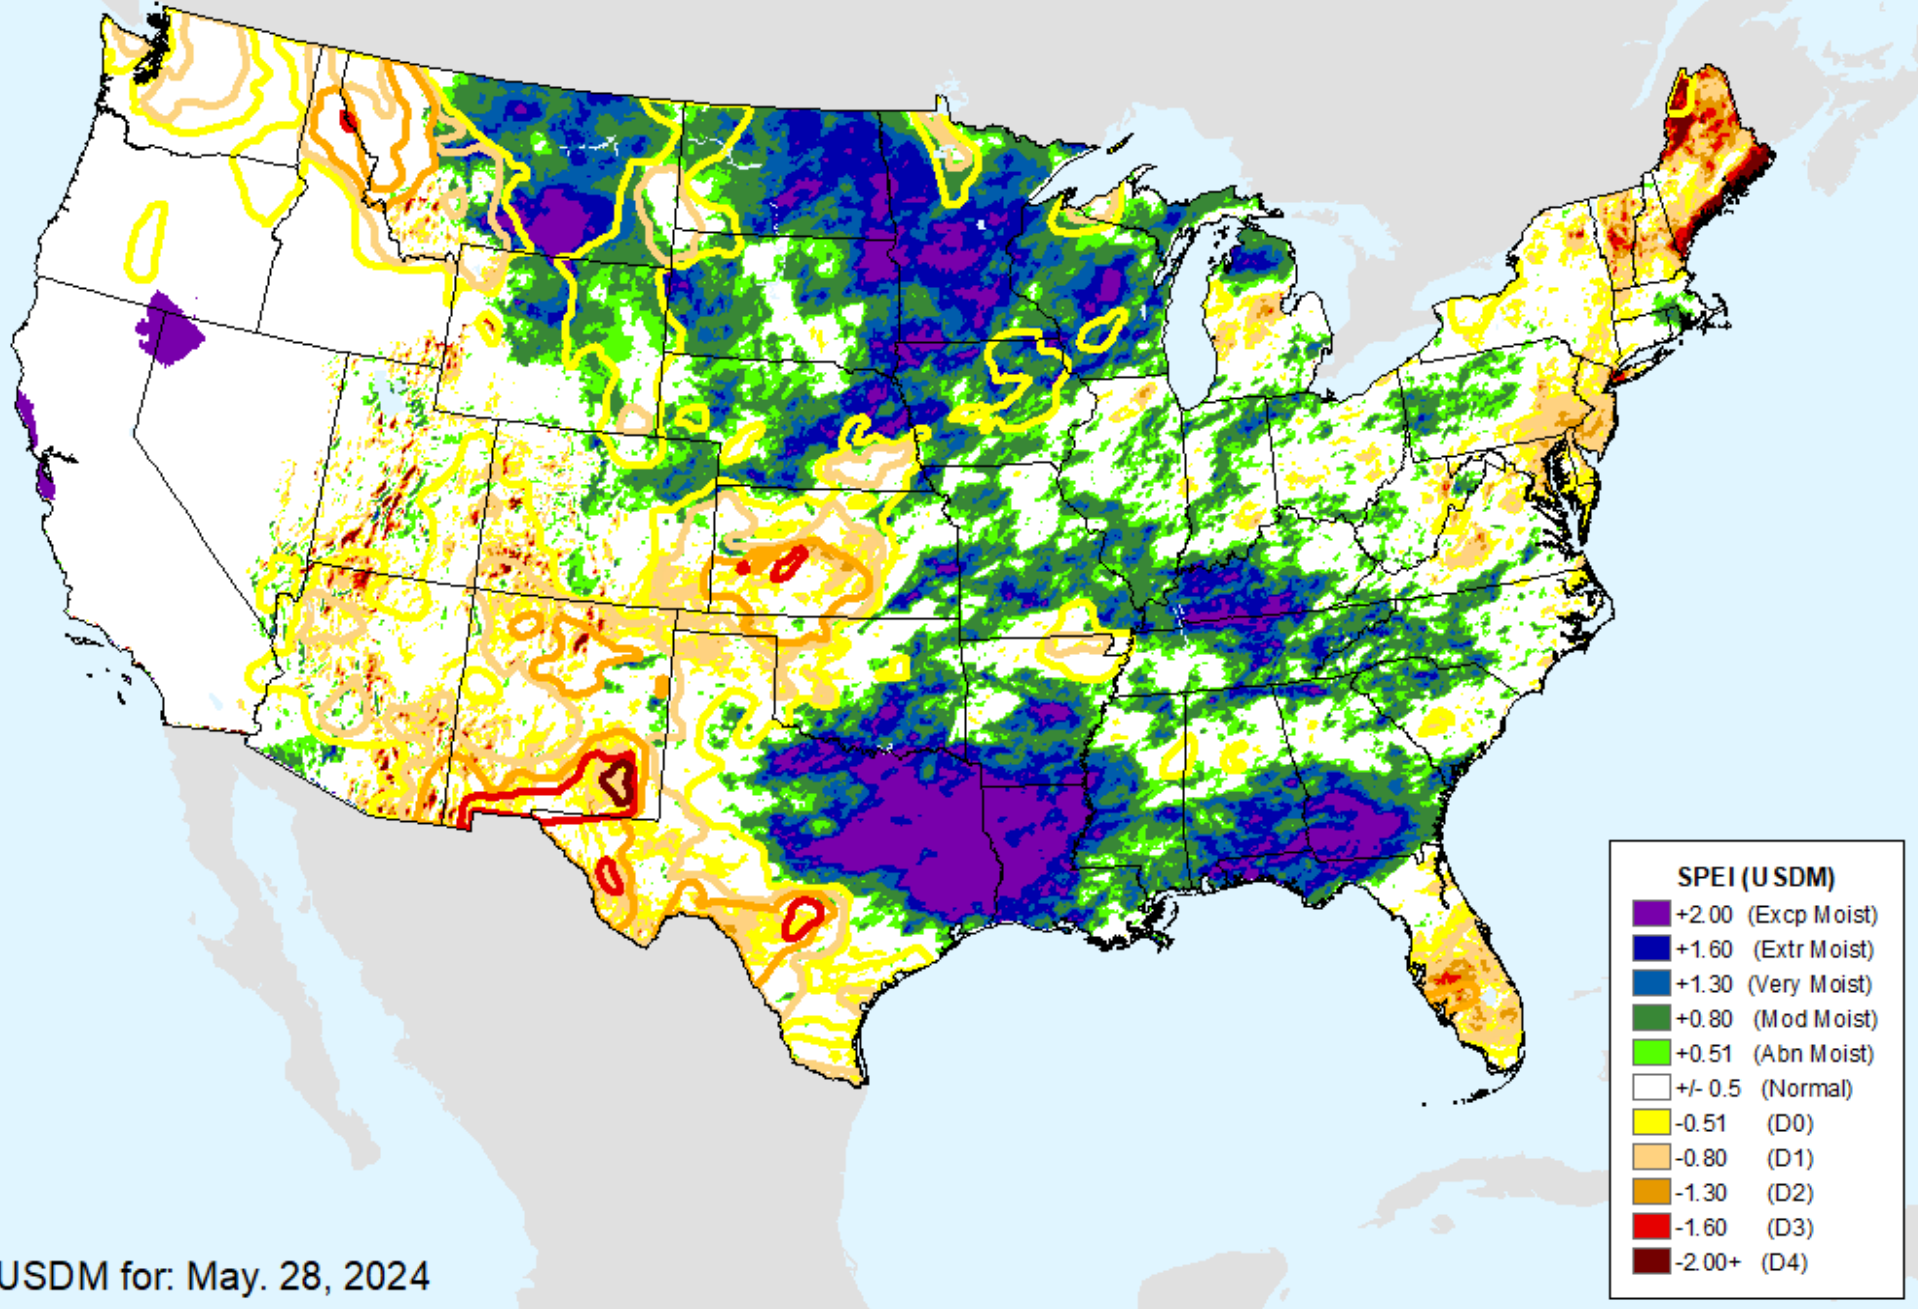 SPEI (USDM)
+2.00 (Excp Moist)
+1.60 (Extr Moist)
+1.30 (Very Moist)
+0.80 (Mod Moist)
+0.51 (Abn Moist)
+/- 0.5 (Normal)
-0.51 (D0)
-0.80 (D1)
-1.30 (D2)
-1.60 (D3)
-2.00+ (D4)
USDM for: May. 28, 2024